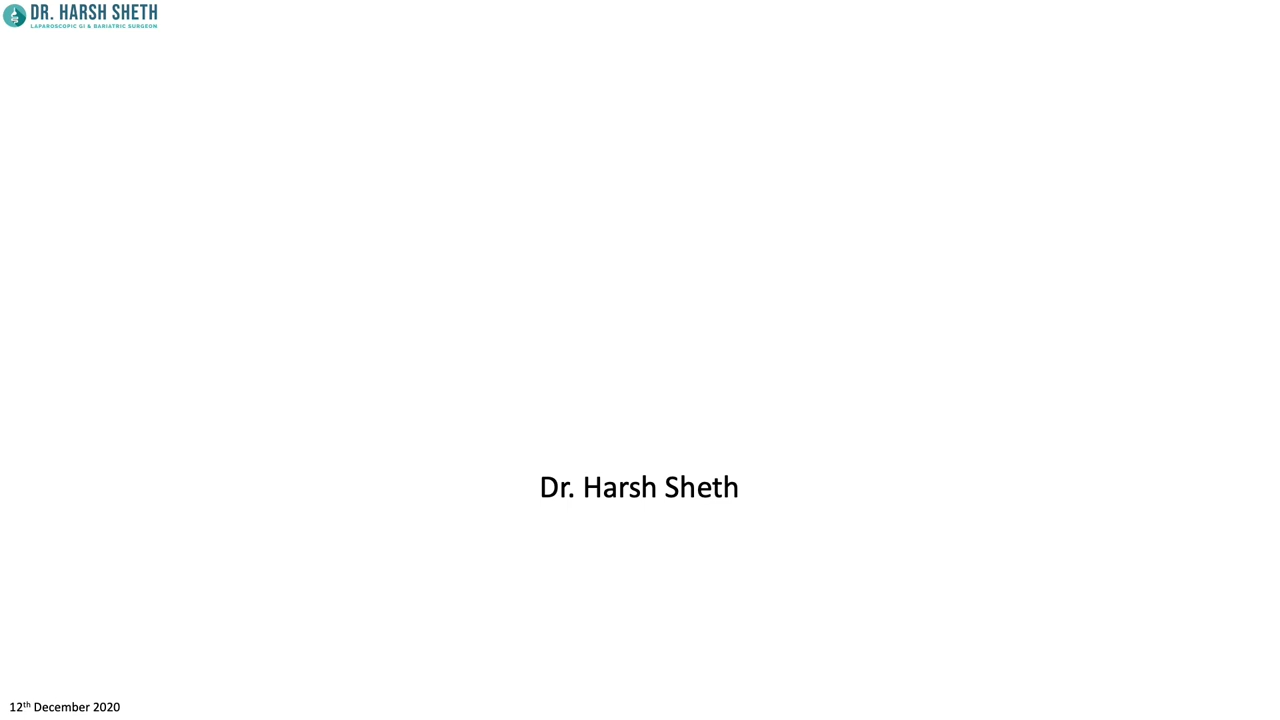 DR. HARSH SHETH
LAPAROSCOPIC GI & BARIATRIC SURGEON
Dr. Harsh Sheth
12th December 2020